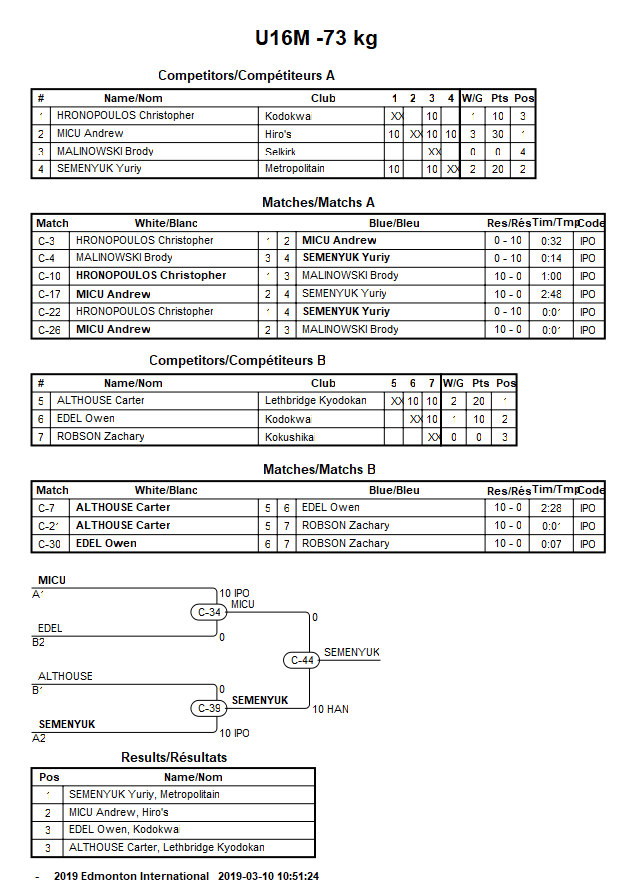 U16M -73 kg
Competitors/Compétiteurs A
# Name/Nom Club 1 2 3 4 W/G Pts Pos
1 HRONOPOULOS Christopher Kodokwai XX 10 1 10 3
2 MICU Andrew Hiro's 10 XX 10 10 3 30 1
3 MALINOWSKI Brody Selkirk XX 0 0 4
4 SEMENYUK Yuriy Metropolitain 10 10 XX 2 20 2
Matches/Matchs A
Match White/Blanc Blue/Bleu Res/Rés Tim/Tmp Code
C-3 HRONOPOULOS Christopher 1 2 MICU Andrew 0 - 10 0:32 IPO
C-4 MALINOWSKI Brody 3 4 SEMENYUK Yuriy 0 - 10 0:14 IPO
C-10 HRONOPOULOS Christopher 1 3 MALINOWSKI Brody 10 - 0 1:00 IPO
C-17 MICU Andrew 2 4 SEMENYUK Yuriy 10 - 0 2:48 IPO
C-22 HRONOPOULOS Christopher 1 4 SEMENYUK Yuriy 0 - 10 0:01 IPO
C-26 MICU Andrew 2 3 MALINOWSKI Brody 10 - 0 0:01 IPO
Competitors/Compétiteurs B
# Name/Nom Club 5 6 7 W/G Pts Pos
5 ALTHOUSE Carter Lethbridge Kyodokan XX 10 10 2 20 1
6 EDEL Owen Kodokwai XX 10 1 10 2
7 ROBSON Zachary Kokushikai XX 0 0 3
Matches/Matchs B
Match White/Blanc Blue/Bleu Res/Rés Tim/Tmp Code
C-7 ALTHOUSE Carter 5 6 EDEL Owen 10 - 0 2:28 IPO
C-21 ALTHOUSE Carter 5 7 ROBSON Zachary 10 - 0 0:01 IPO
C-30 EDEL Owen 6 7 ROBSON Zachary 10 - 0 0:07 IPO
MICU
A1 10 IPO
C-34 MICU
EDEL 0
B2 0
C-44 SEMENYUK
ALTHOUSE
B1 0
C-39 SEMENYUK
10 HAN
SEMENYUK
A2 10 IPO
Results/Résultats
Pos Name/Nom
1 SEMENYUK Yuriy, Metropolitain
2 MICU Andrew, Hiro's
3 EDEL Owen, Kodokwai
3 ALTHOUSE Carter, Lethbridge Kyodokan
- 2019 Edmonton International 2019-03-10 10:51:24